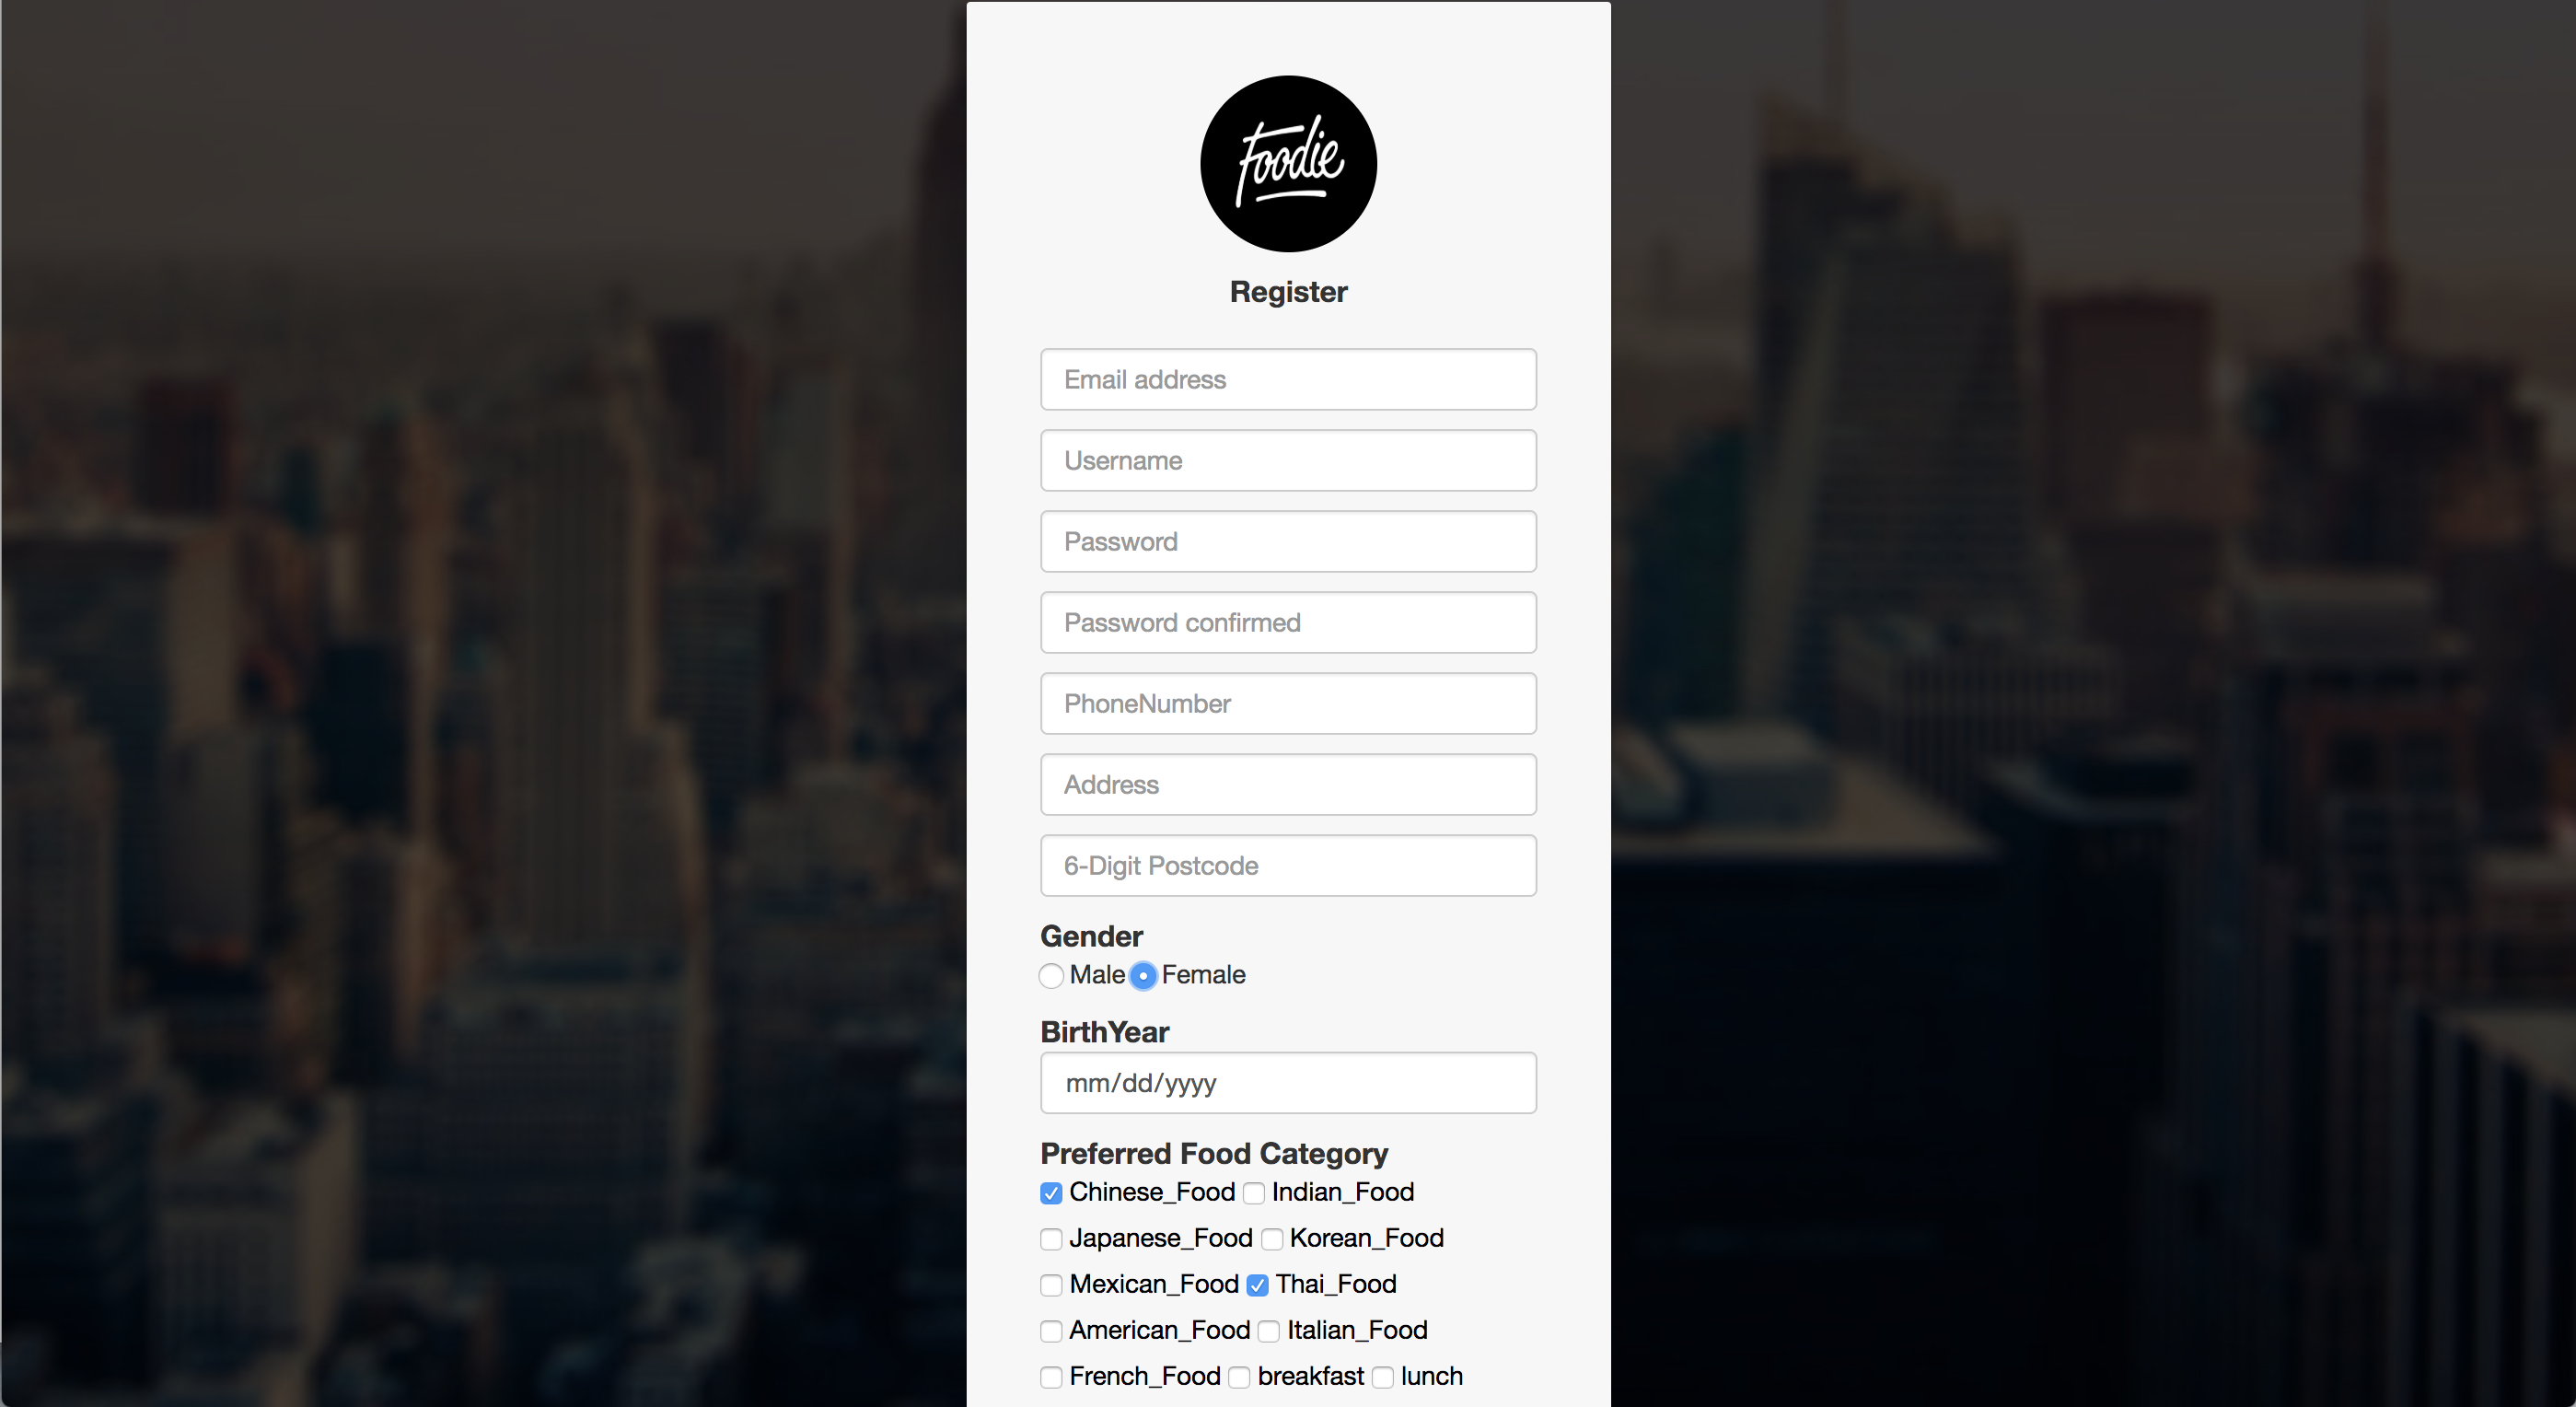 Foodie
Register
Email address
Username
Password
Password confirmed
PhoneNumber
Address
6-Digit Postcode
Gender
Male Female
BirthYear
mm/dd/yyyy
Preferred Food Category
Chinese_Food Indian_Food
Japanese_Food Korean_Food
Mexican_Food Thai_Food
American_Food Italian_Food
French_Food breakfast lunch